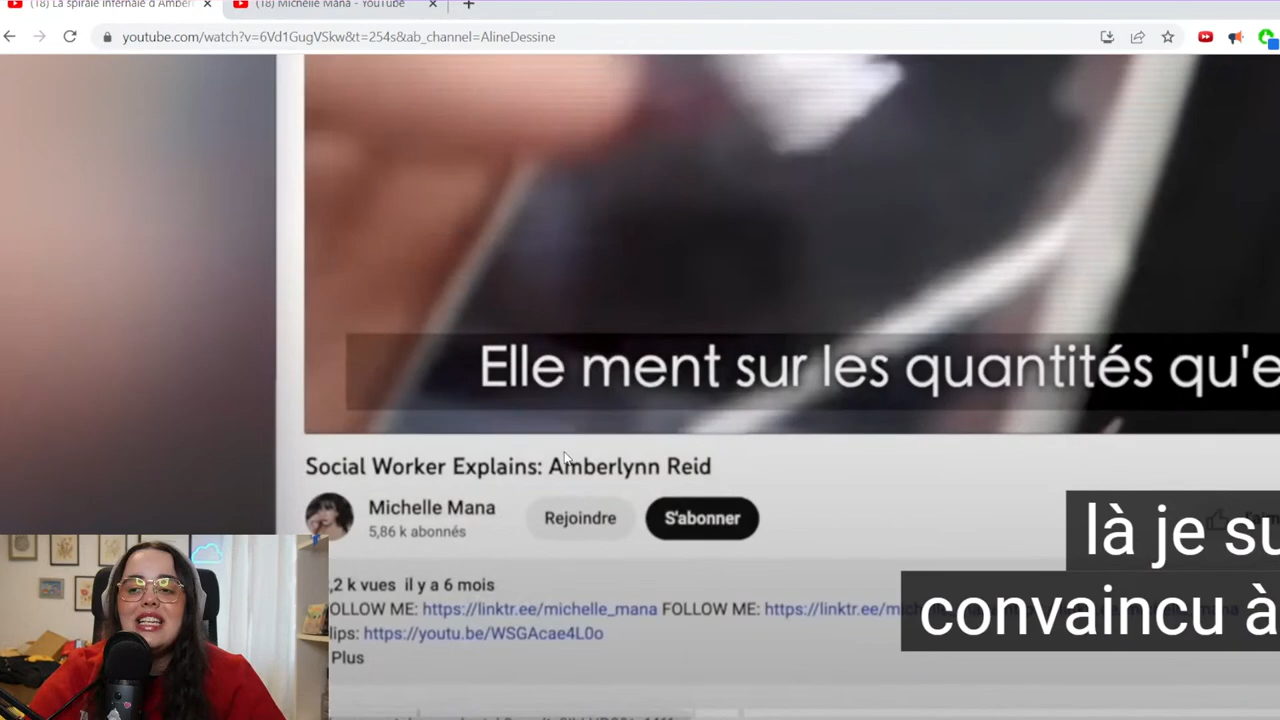 (18) La spirale infernale d'Amberl
(18) Michelle Mana - YouTube
youtube.com/watch?v=6Vd1GugVSkw&t=254s&ab_channel=AlineDessine
Elle ment sur les quantités qu'e
Social Worker Explains: Amberlynn Reid
Michelle Mana
5,86 k abonnés
Rejoindre
S'abonner
là je su
convaincu à
,2 k vues il y a 6 mois
OLLOW ME: https://linktr.ee/michelle_mana FOLLOW ME: https://linktr.ee/mich
lips: https://youtu.be/WSGAcae4L0o
Plus